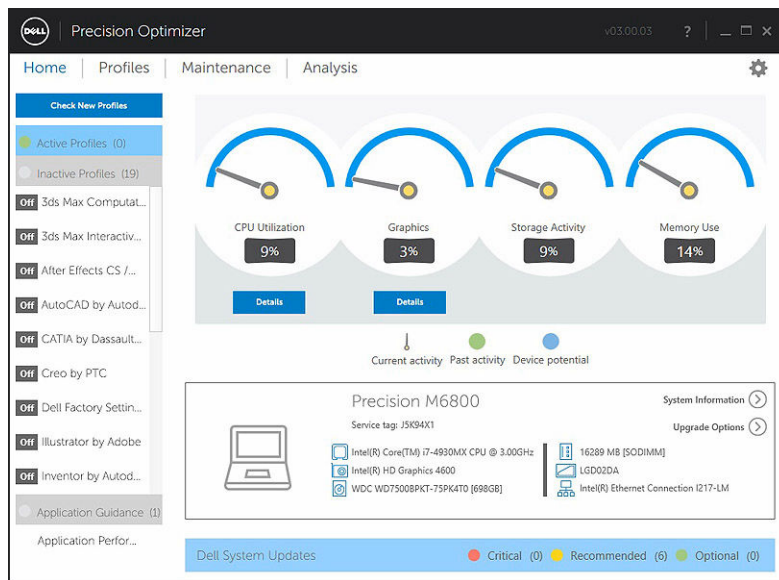 DELL Precision Optimizer v03.00.03 ?
Home Profiles Maintenance Analysis
Check New Profiles
Active Profiles (0)
Inactive Profiles (19)
Off 3ds Max Computat...
Off 3ds Max Interactiv...
Off After Effects CS /...
Off AutoCAD by Autod...
Off CATIA by Dassault...
Off Creo by PTC
Off Dell Factory Settin...
Off Illustrator by Adobe
Off Inventor by Autod...
Application Guidance (1)
Application Perfor...
CPU Utilization
9%
Details
Graphics
3%
Details
Storage Activity
9%
Memory Use
14%
Current activity Past activity Device potential
Precision M6800
Service tag: J5K94X1
System Information
Upgrade Options
Intel(R) Core(TM) i7-4930MX CPU @ 3.00GHz
Intel(R) HD Graphics 4600
WDC WD7500BPKT-75PK4T0 [698GB]
16289 MB [SODIMM]
LGD02DA
Intel(R) Ethernet Connection I217-LM
Dell System Updates Critical (0) Recommended (6) Optional (0)